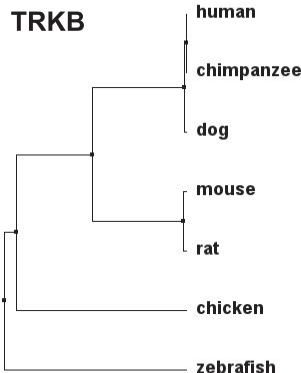 TRKB
human
chimpanzee
dog
mouse
rat
chicken
zebrafish